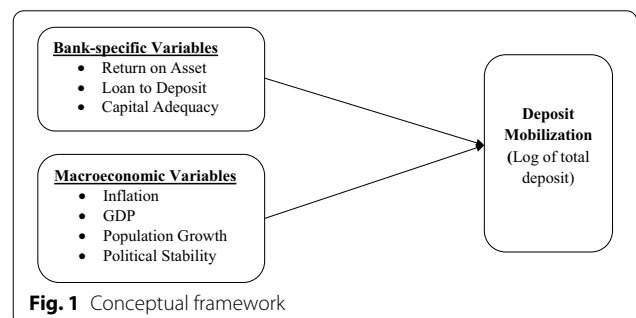 Bank-specific Variables
• Return on Asset
• Loan to Deposit
• Capital Adequacy
Macroeconomic Variables
• Inflation
• GDP
• Population Growth
• Political Stability
Deposit
Mobilization
(Log of total
deposit)
Fig. 1 Conceptual framework